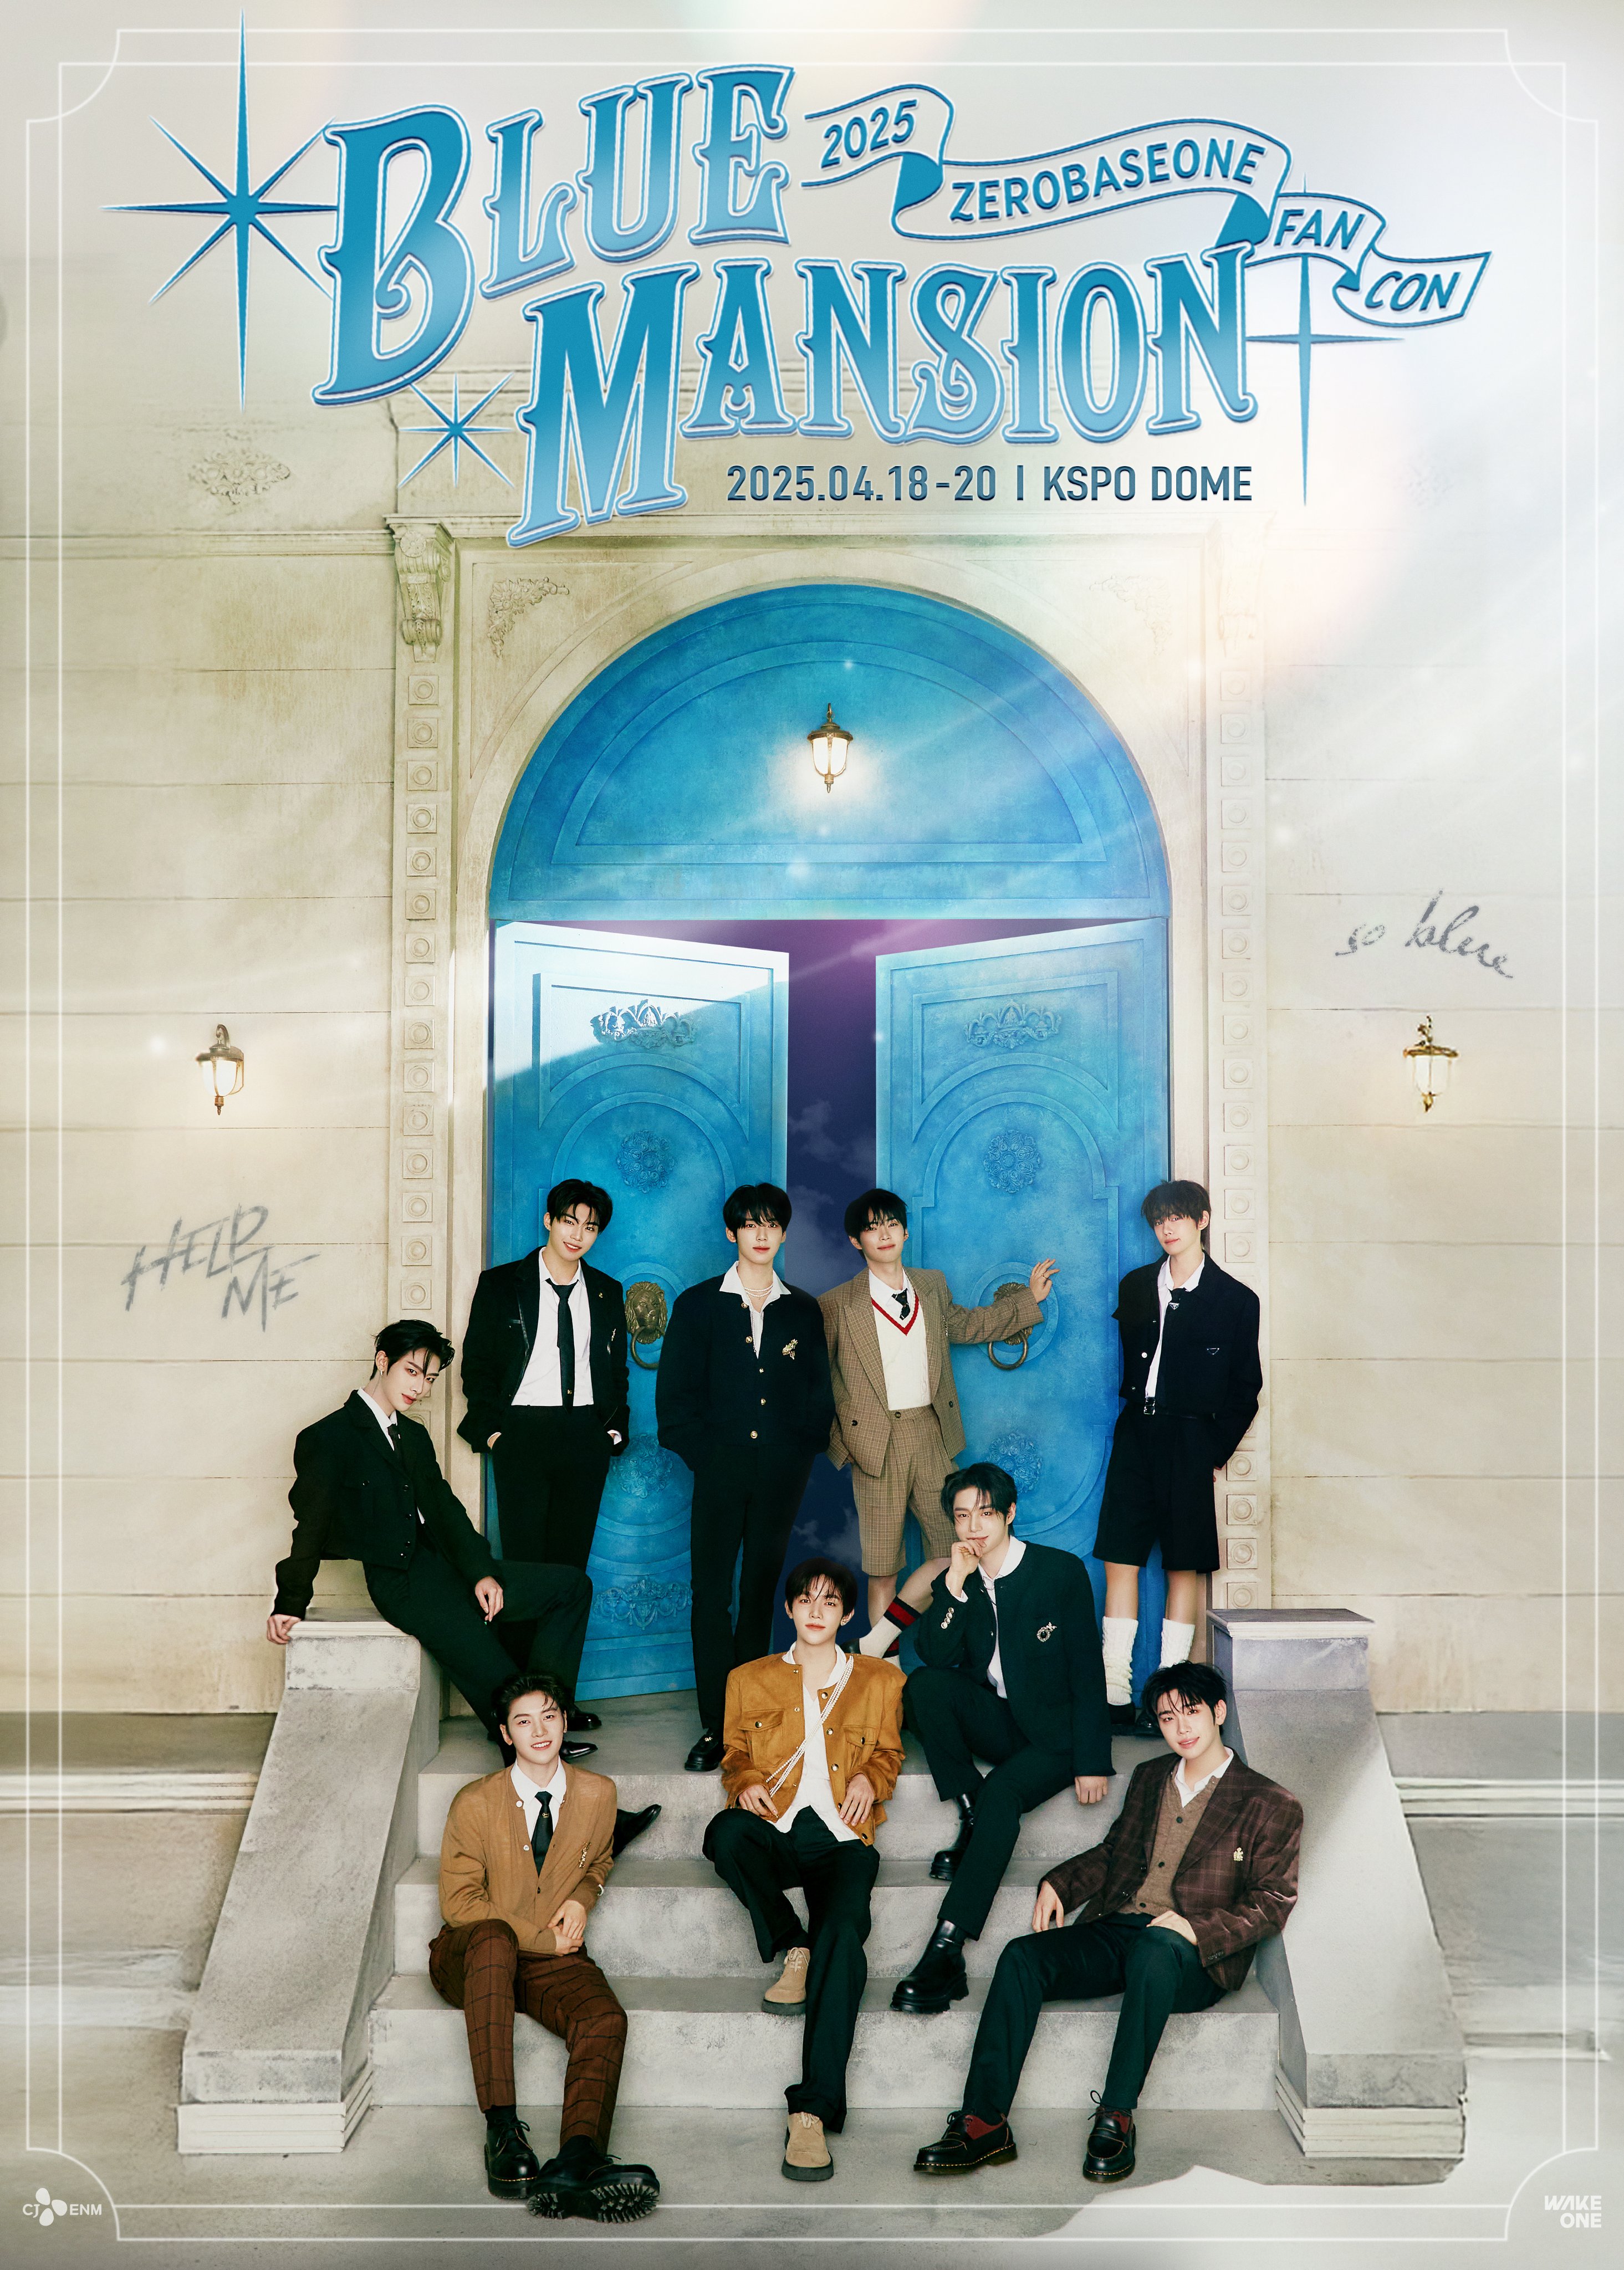 BLUE
MANSION
2025
ZEROBASEONE
FAN
CON
2025.04.18-20 | KSPO DOME
so blue
HELP
ME
CJ ENM
WAKE
ONE